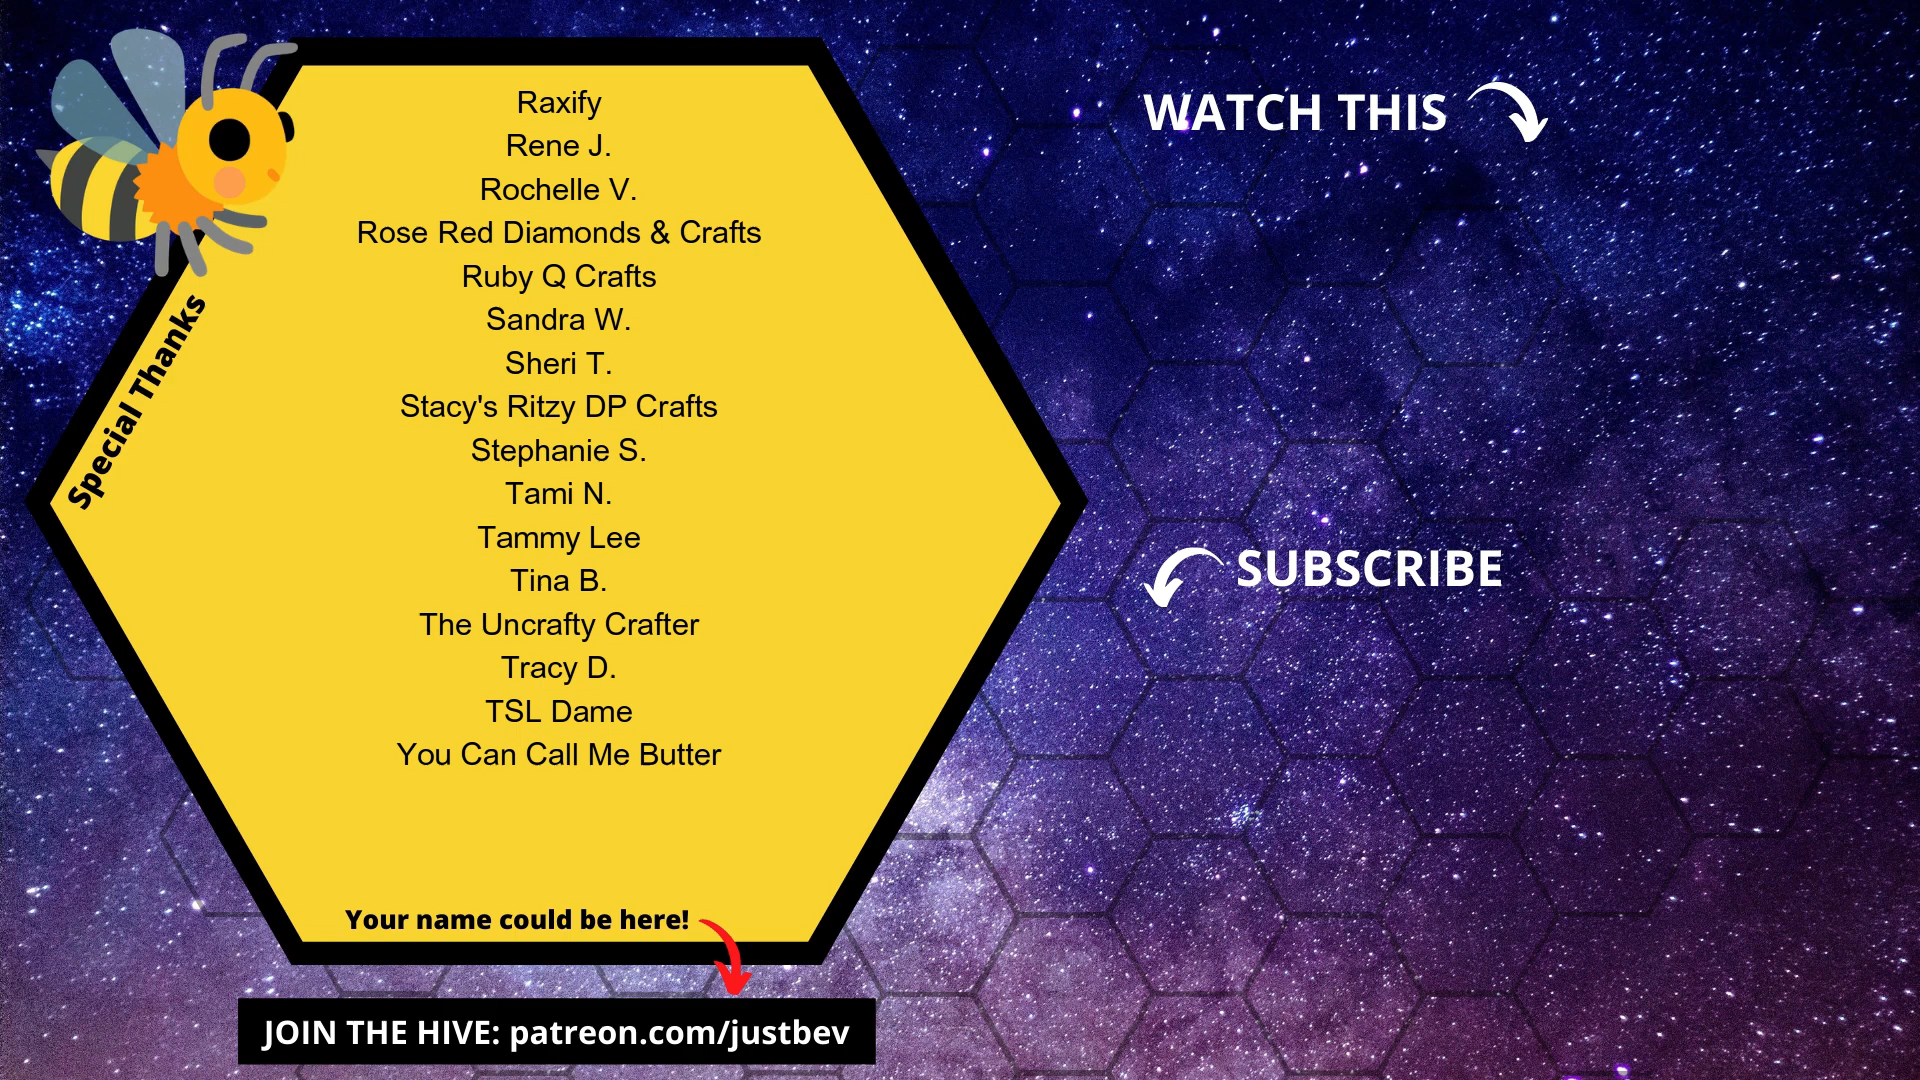 Special Thanks
Raxify
Rene J.
Rochelle V.
Rose Red Diamonds & Crafts
Ruby Q Crafts
Sandra W.
Sheri T.
Stacy's Ritzy DP Crafts
Stephanie S.
Tami N.
Tammy Lee
Tina B.
The Uncrafty Crafter
Tracy D.
TSL Dame
You Can Call Me Butter
Your name could be here!
JOIN THE HIVE: patreon.com/justbev
WATCH THIS
SUBSCRIBE